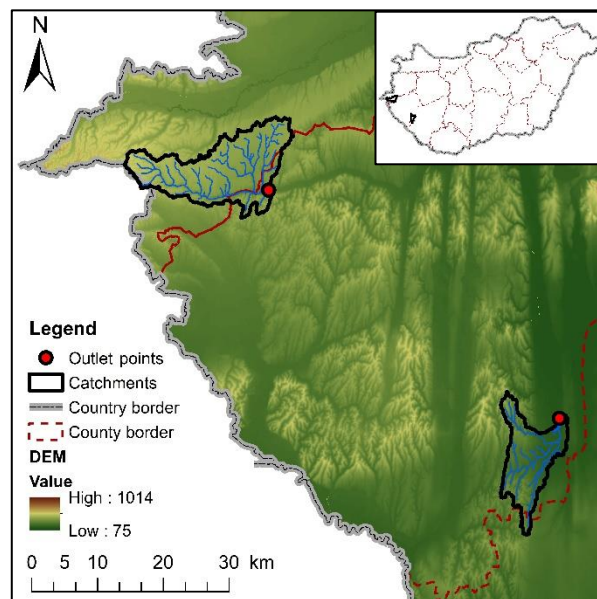 N
Legend
Outlet points
Catchments
Country border
County border
DEM
Value
High : 1014
Low : 75
0 5 10 20 30 km